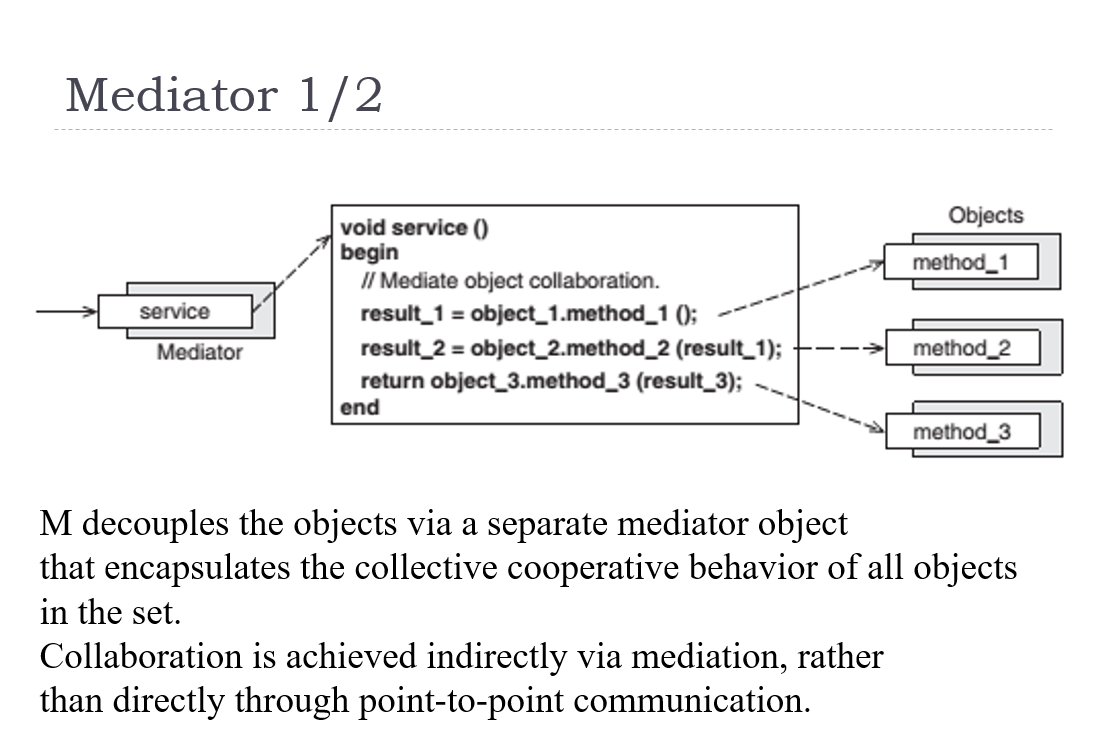 Mediator 1/2
Objects
void service ()
begin
// Mediate object collaboration.
method_1
service
result_1 = object_1.method_1 ();
Mediator
result_2 = object_2.method_2 (result_1);
method_2
return object_3.method_3 (result_3);
end
method_3
M decouples the objects via a separate mediator object
that encapsulates the collective cooperative behavior of all objects
in the set.
Collaboration is achieved indirectly via mediation, rather
than directly through point-to-point communication.